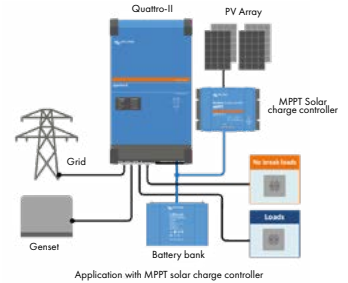 Quattro-II
PV Array
MPPT Solar
charge controller
Grid
No break loads
Loads
Genset
Battery bank
Application with MPPT solar charge controller